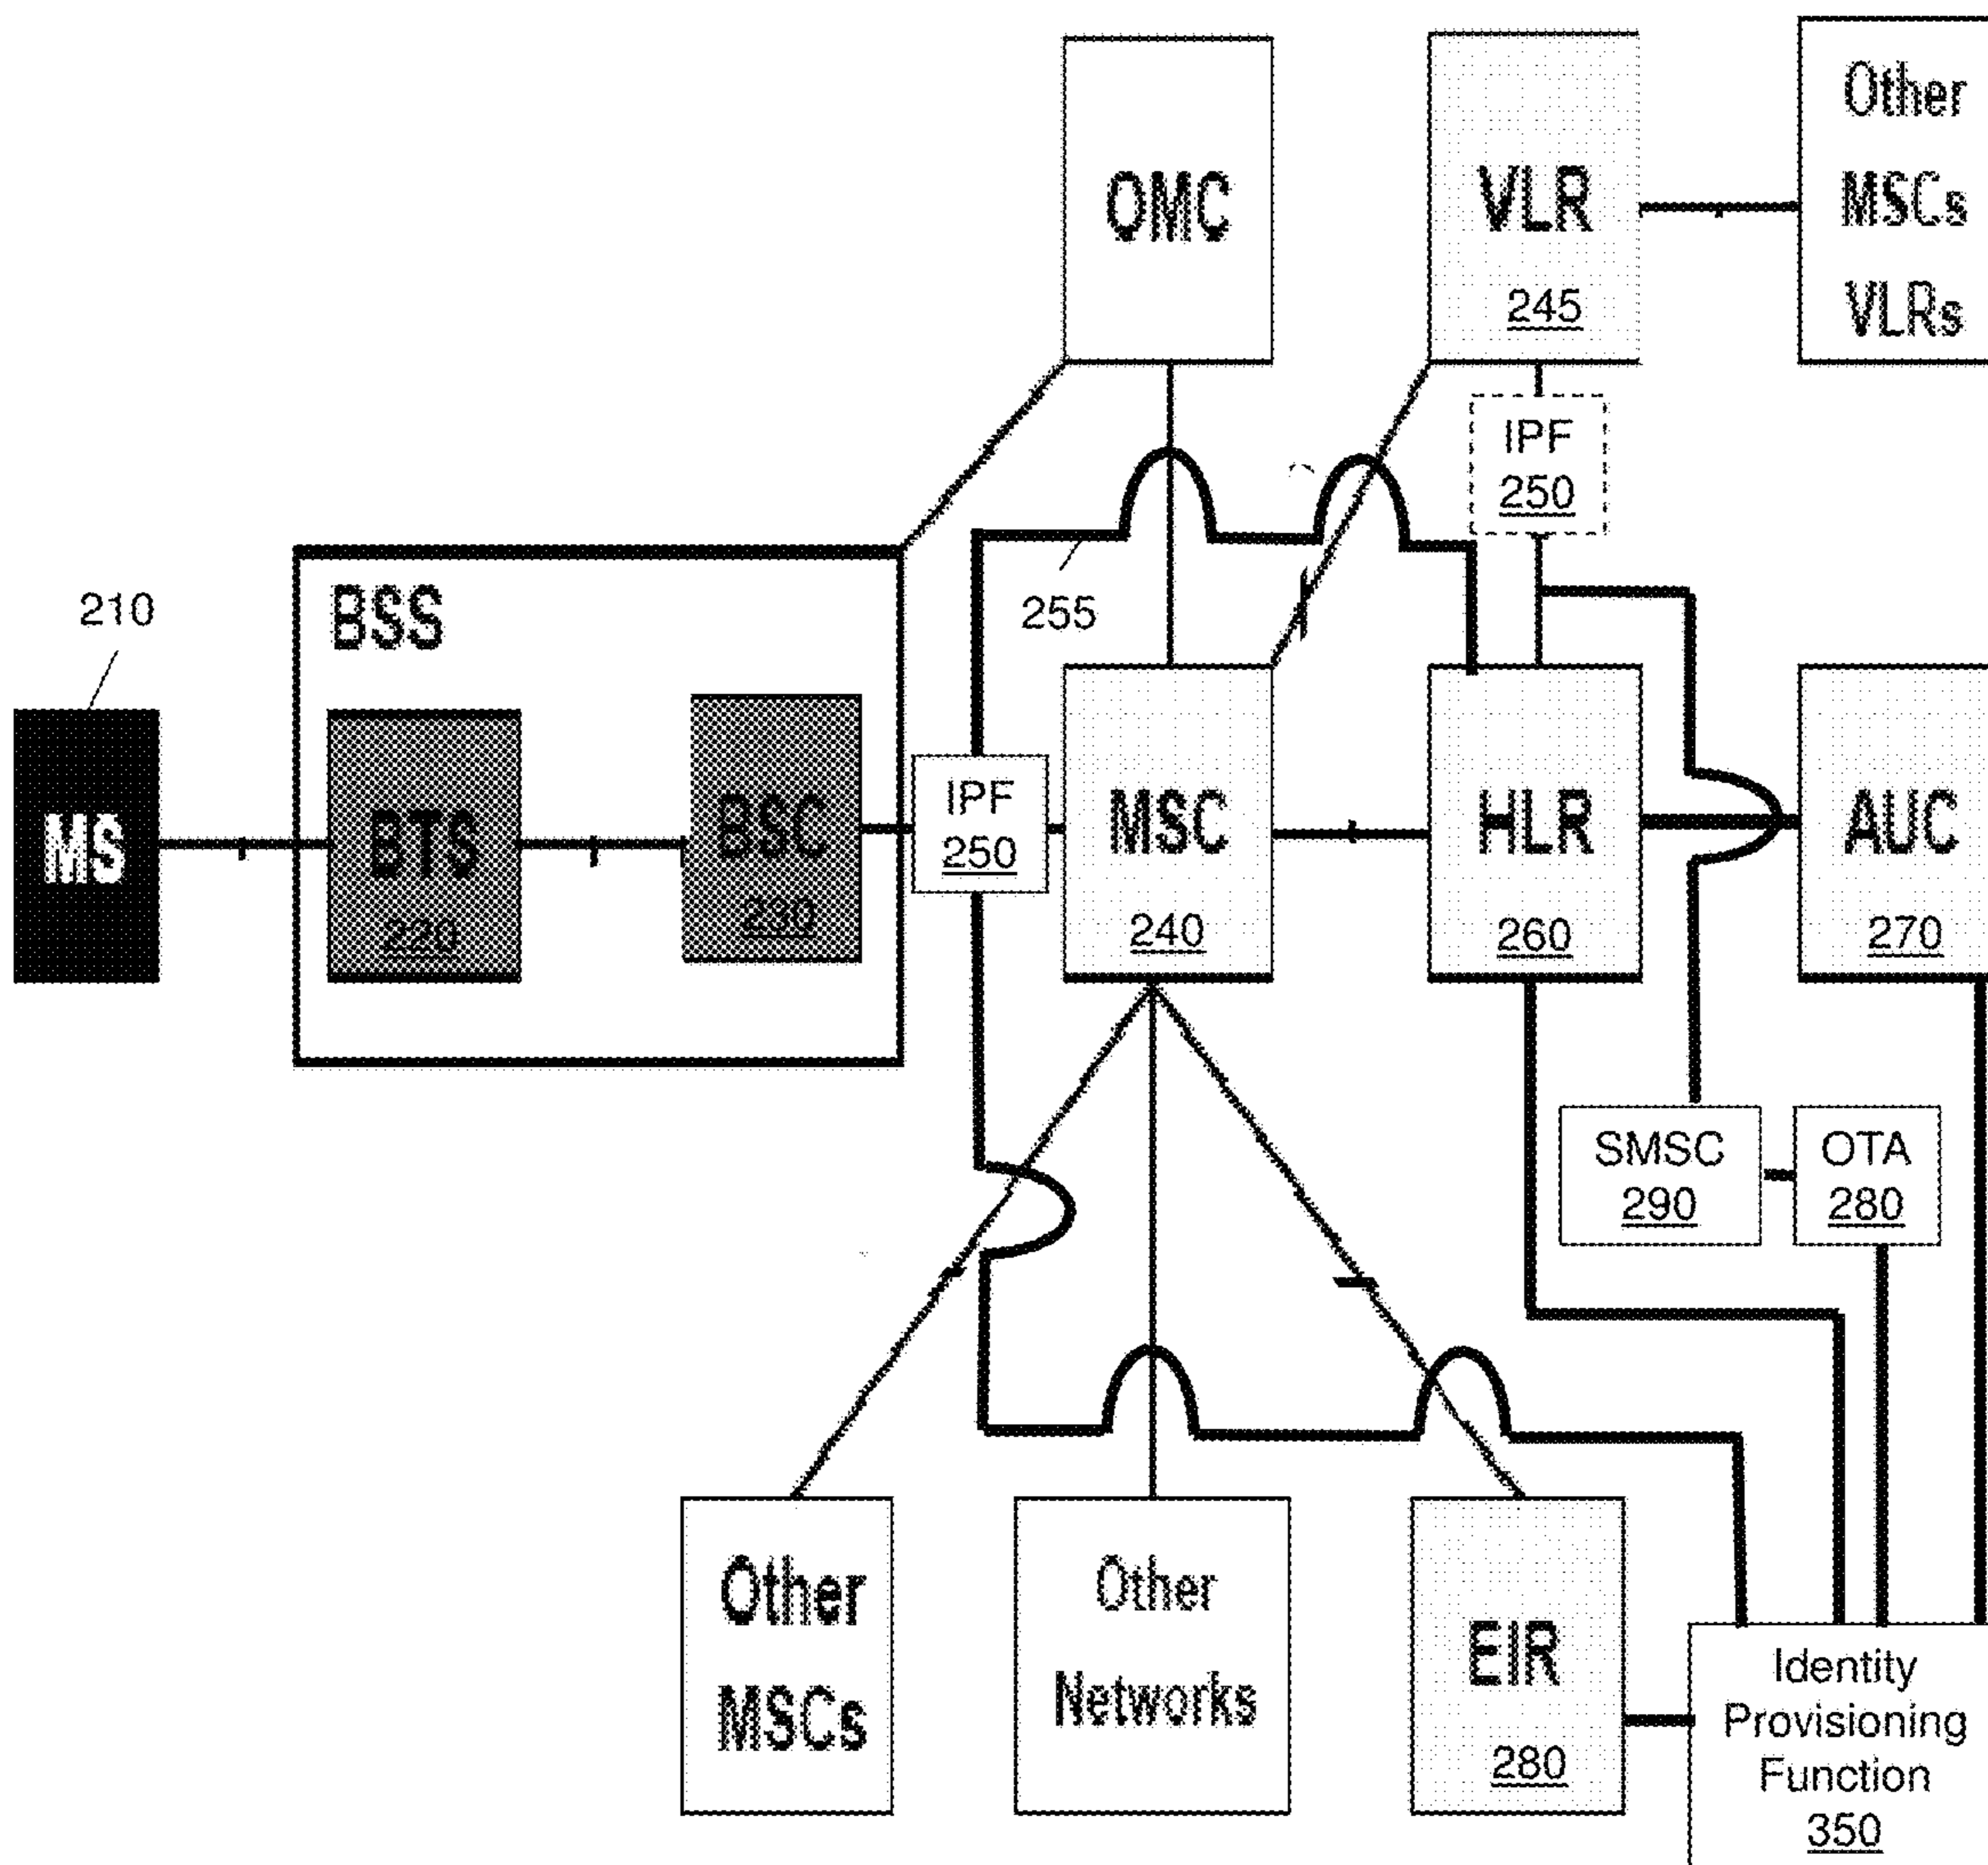 OMC
VLR
245
Other
MSCs
VLRs
IPF
250
210
BSS
255
MS
BTS
220
BSC
230
IPF
250
MSC
240
HLR
260
AUC
270
SMSC
290
OTA
280
Other
MSCs
Other
Networks
EIR
280
Identity
Provisioning
Function
350